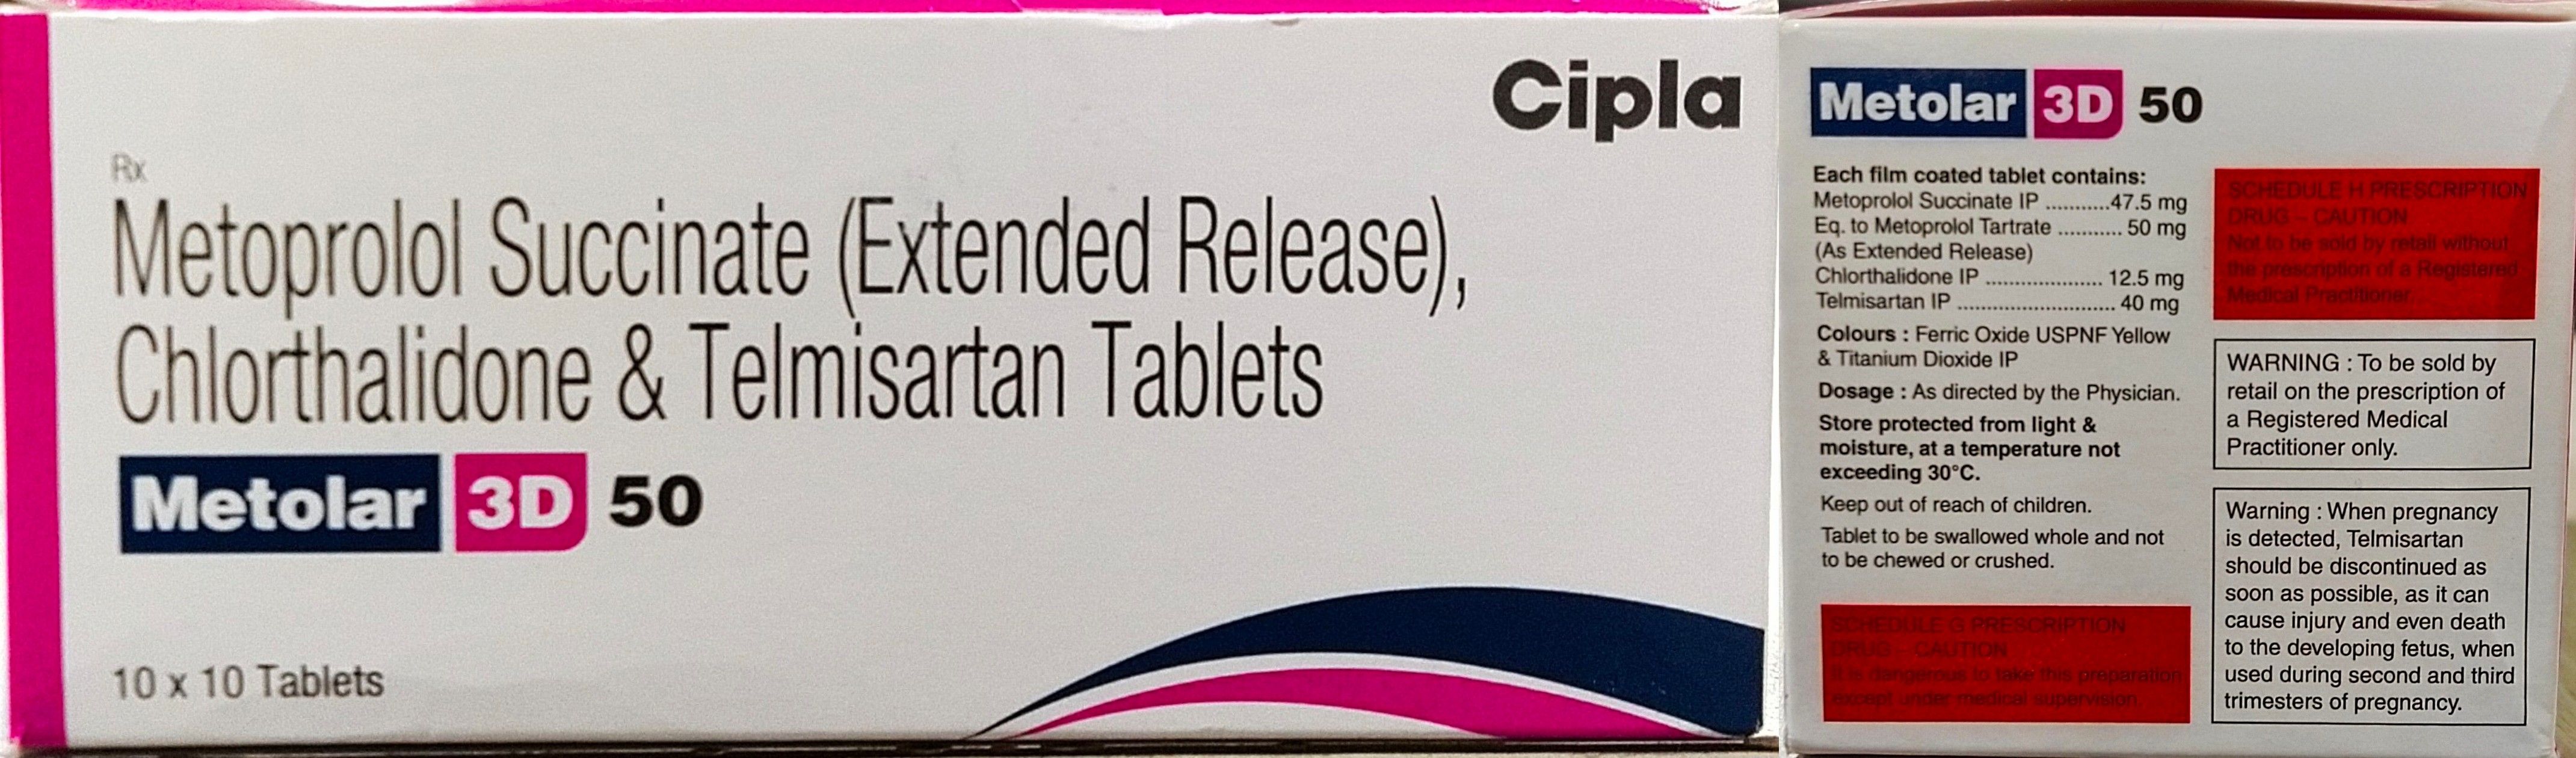 Cipla
Rx
Metoprolol Succinate (Extended Release),
Chlorthalidone & Telmisartan Tablets
Metolar 3D 50
10 x 10 Tablets
Metolar 3D 50
Each film coated tablet contains:
Metoprolol Succinate IP ...........47.5 mg
Eq. to Metoprolol Tartrate ........... 50 mg
(As Extended Release)
Chlorthalidone IP .................... 12.5 mg
Telmisartan IP ........................... 40 mg
Colours : Ferric Oxide USPNF Yellow
& Titanium Dioxide IP
Dosage : As directed by the Physician.
Store protected from light &
moisture, at a temperature not
exceeding 30°C.
Keep out of reach of children.
Tablet to be swallowed whole and not
to be chewed or crushed.
SCHEDULE G PRESCRIPTION
DRUG – CAUTION
It is dangerous to take this preparation
except under medical supervision.
SCHEDULE H PRESCRIPTION
DRUG – CAUTION
Not to be sold by retail without
the prescription of a Registered
Medical Practitioner.
WARNING : To be sold by
retail on the prescription of
a Registered Medical
Practitioner only.
Warning : When pregnancy
is detected, Telmisartan
should be discontinued as
soon as possible, as it can
cause injury and even death
to the developing fetus, when
used during second and third
trimesters of pregnancy.